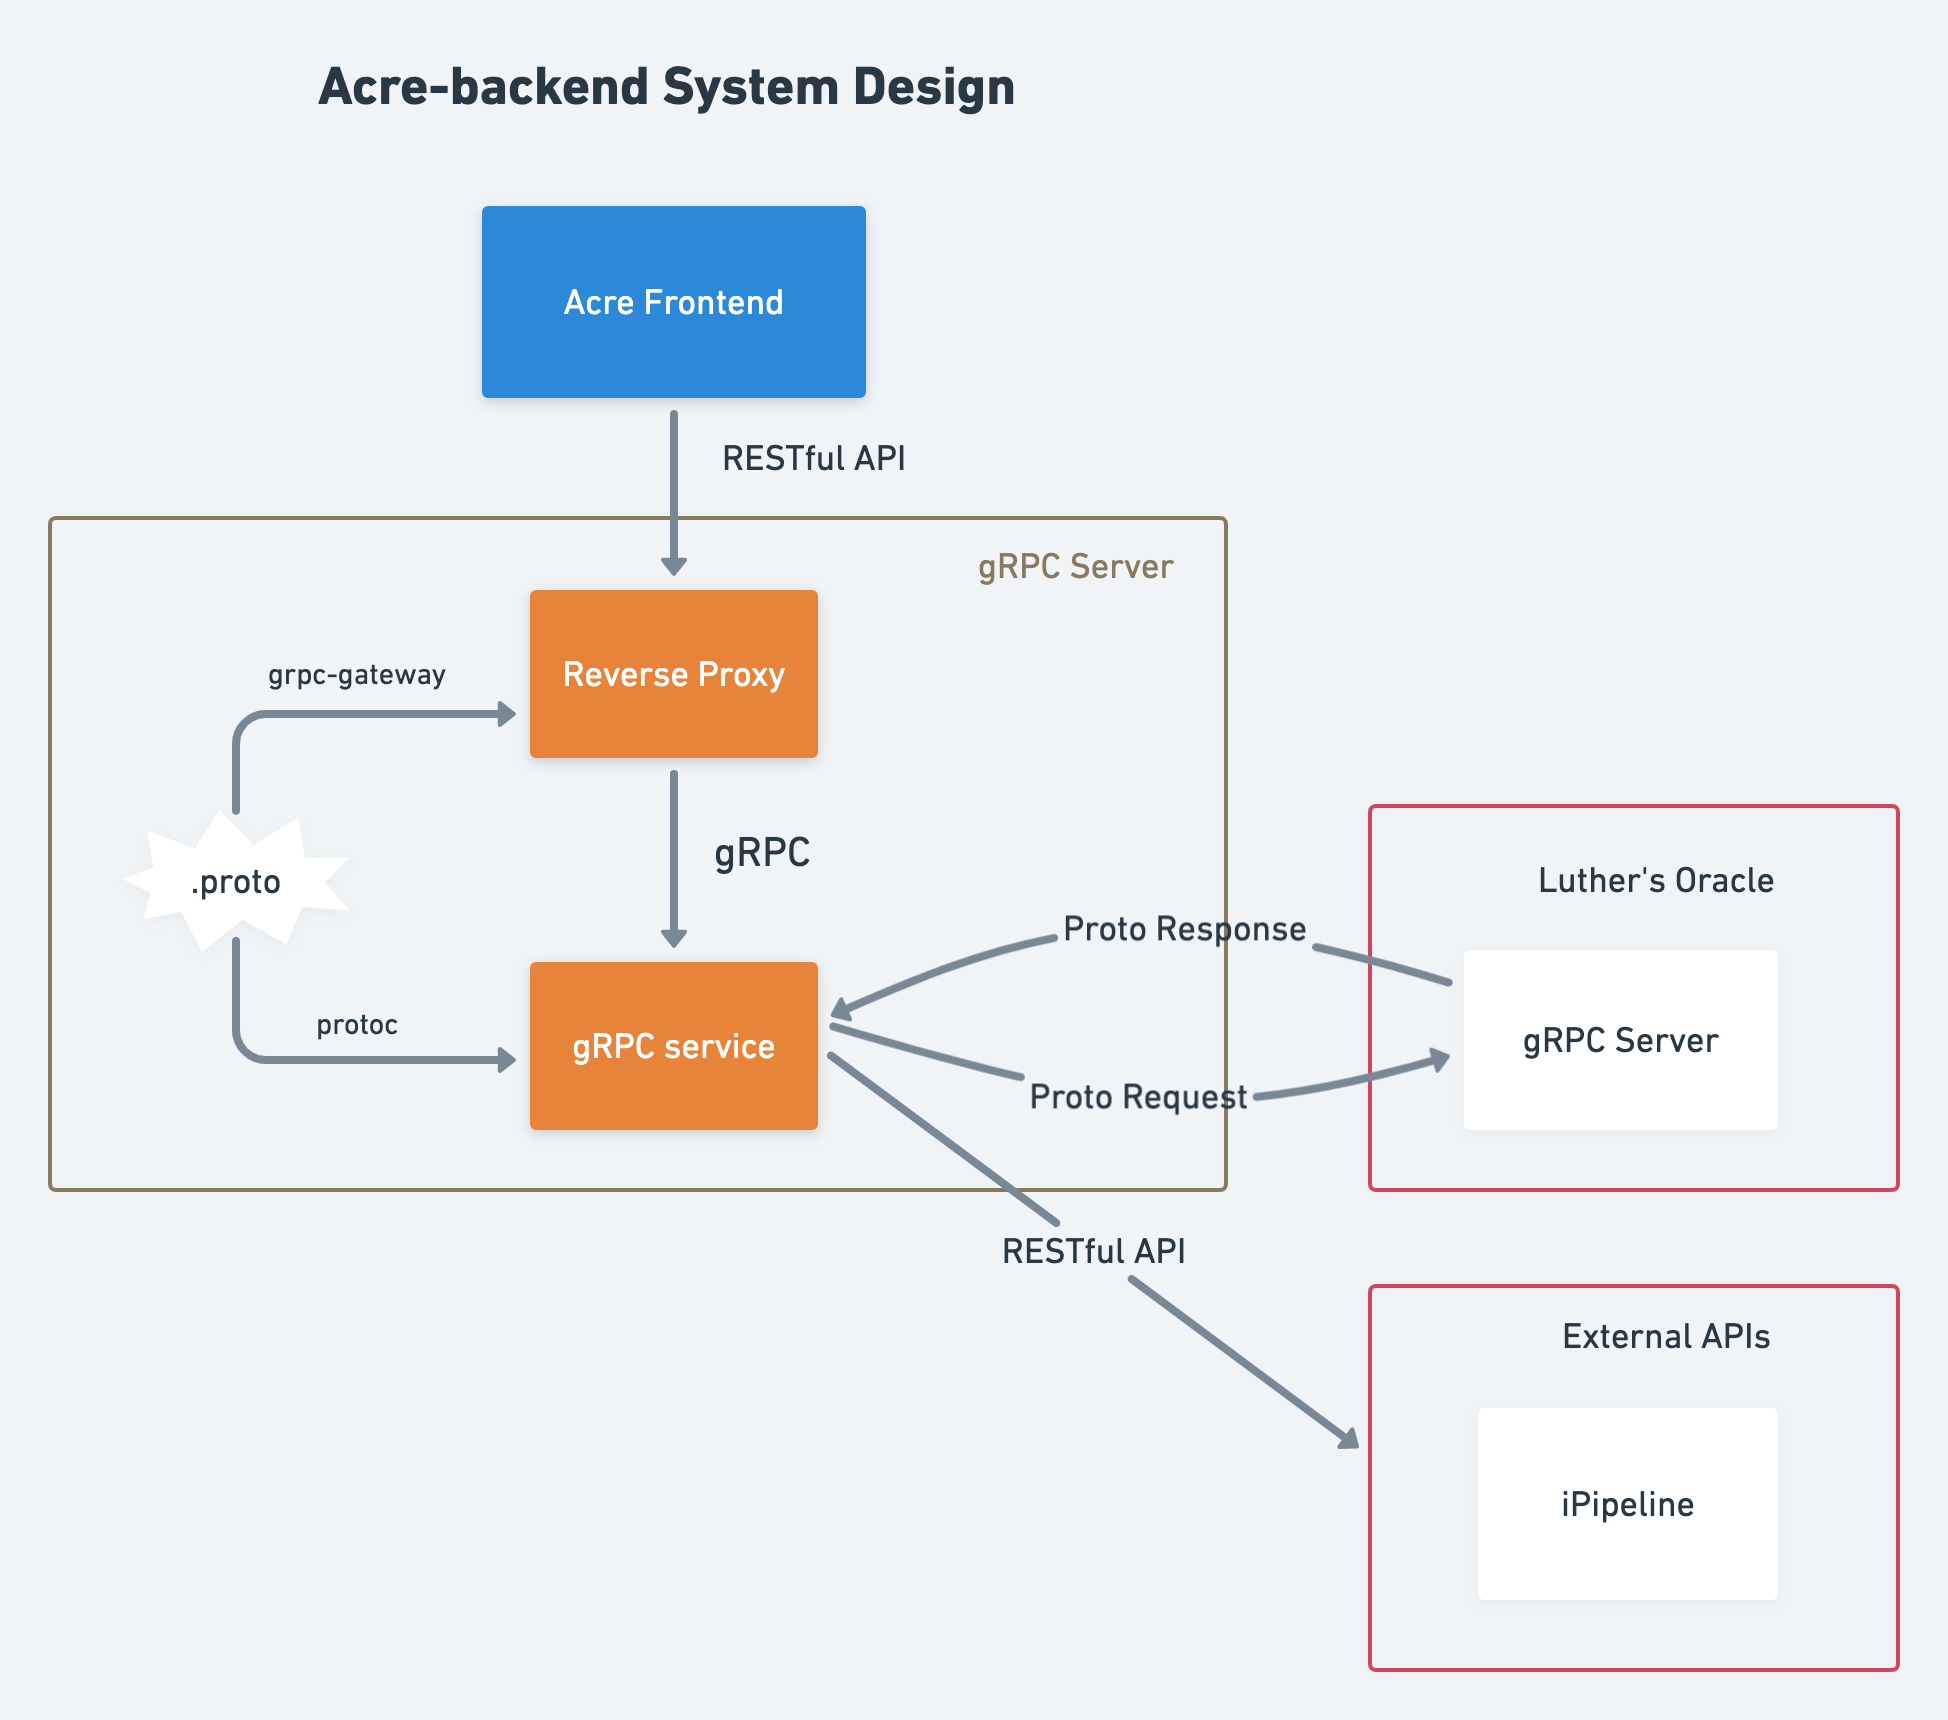 Acre-backend System Design
Acre Frontend
RESTful API
gRPC Server
grpc-gateway
Reverse Proxy
gRPC
.proto
Luther's Oracle
Proto Response
protoc
gRPC service
gRPC Server
Proto Request
RESTful API
External APIs
iPipeline